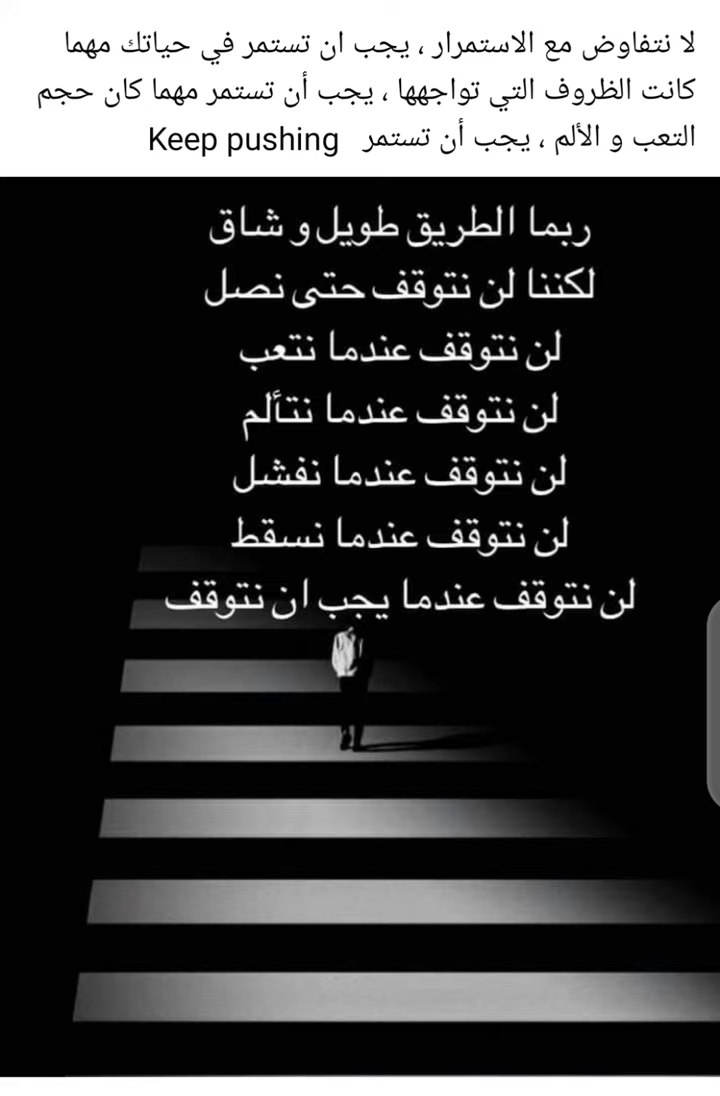 لا نتفاوض مع الاستمرار ، يجب ان تستمر في حياتك مهما
كانت الظروف التي تواجهها ، يجب أن تستمر مهما كان حجم
التعب و الألم ، يجب أن تستمر Keep pushing
ربما الطريق طويل و شاق
لكننا لن نتوقف حتى نصل
لن نتوقف عندما نتعب
لن نتوقف عندما نتألم
لن نتوقف عندما نفشل
لن نتوقف عندما نسقط
لن نتوقف عندما يجب ان نتوقف